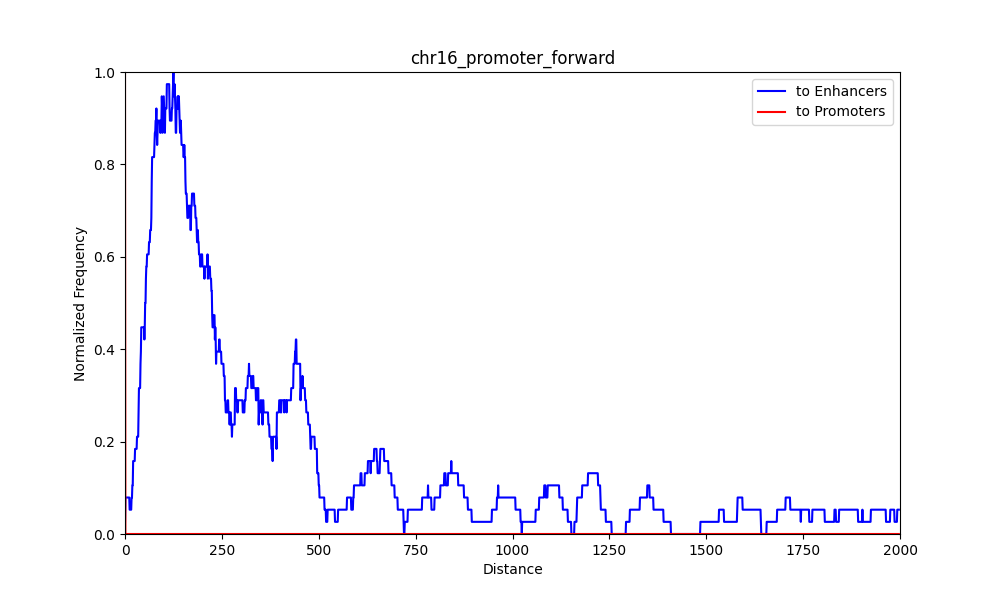 chr16_promoter_forward
to Enhancers
to Promoters
Normalized Frequency
1.0
0.8
0.6
0.4
0.2
0.0
0 250 500 750 1000 1250 1500 1750 2000
Distance